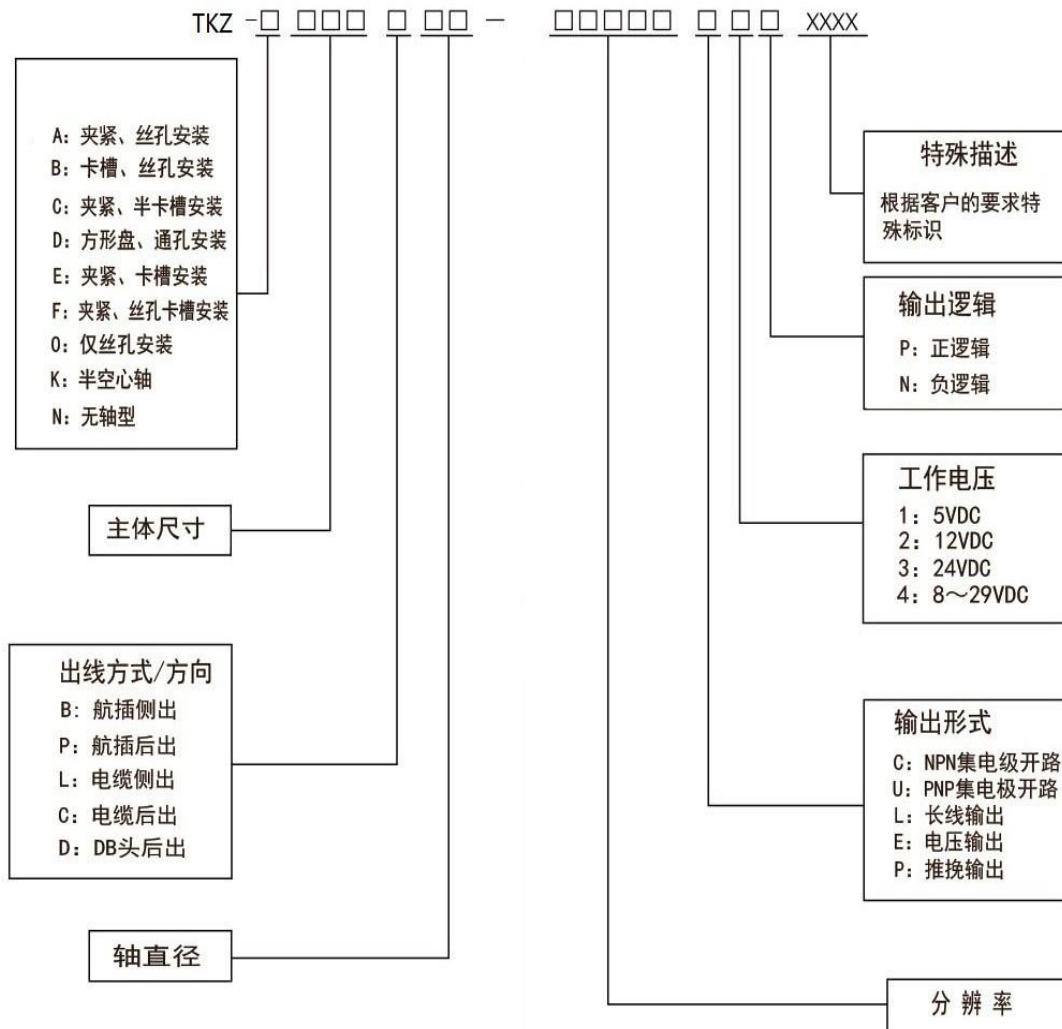 TKZ -□ □□□ □ □□ — □□□□□ □ □ □ XXXX
A: 夹紧、丝孔安装
B: 卡槽、丝孔安装
C: 夹紧、半卡槽安装
D: 方形盘、通孔安装
E: 夹紧、卡槽安装
F: 夹紧、丝孔卡槽安装
O: 仅丝孔安装
K: 半空心轴
N: 无轴型
主体尺寸
出线方式/方向
B: 航插侧出
P: 航插后出
L: 电缆侧出
C: 电缆后出
D: DB头后出
轴直径
特殊描述
根据客户的要求特
殊标识
输出逻辑
P: 正逻辑
N: 负逻辑
工作电压
1: 5VDC
2: 12VDC
3: 24VDC
4: 8～29VDC
输出形式
C: NPN集电级开路
U: PNP集电极开路
L: 长线输出
E: 电压输出
P: 推挽输出
分 辨 率